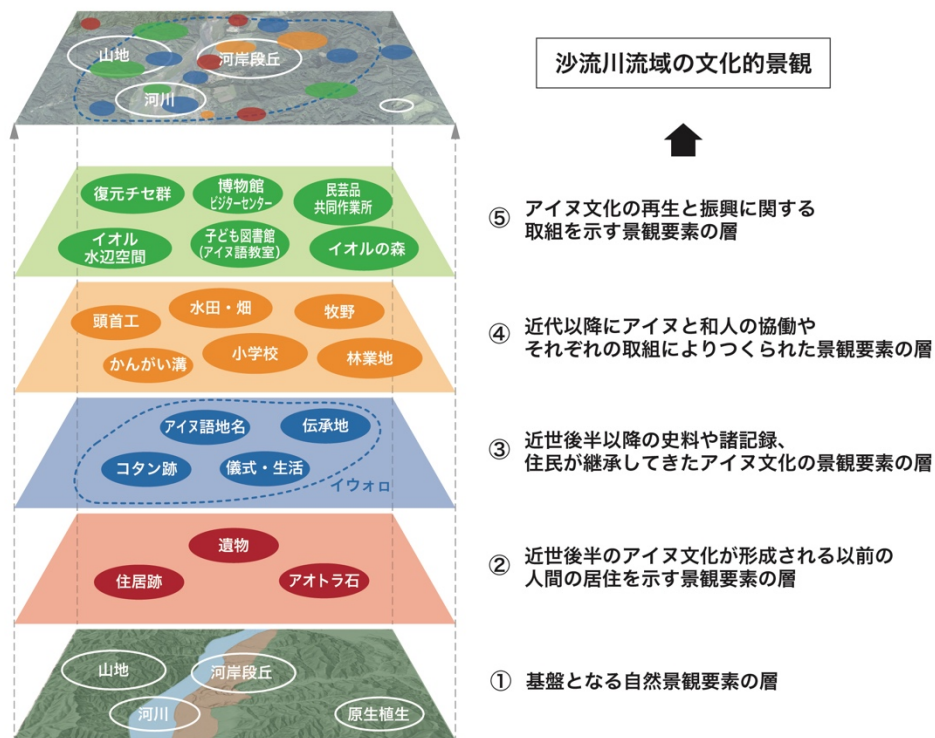 沙流川流域の文化的景観
山地
河岸段丘
河川
復元チセ群
博物館
ビジターセンター
民芸品
共同作業所
イオル
水辺空間
子ども図書館
(アイヌ語教室)
イオルの森
⑤ アイヌ文化の再生と振興に関する
取組を示す景観要素の層
頭首工
水田・畑
牧野
かんがい溝
小学校
林業地
④ 近代以降にアイヌと和人の協働や
それぞれの取組によりつくられた景観要素の層
アイヌ語地名
伝承地
コタン跡
儀式・生活
イウォロ
③ 近世後半以降の史料や諸記録、
住民が継承してきたアイヌ文化の景観要素の層
遺物
住居跡
アオトラ石
② 近世後半のアイヌ文化が形成される以前の
人間の居住を示す景観要素の層
山地
河岸段丘
河川
原生植生
① 基盤となる自然景観要素の層